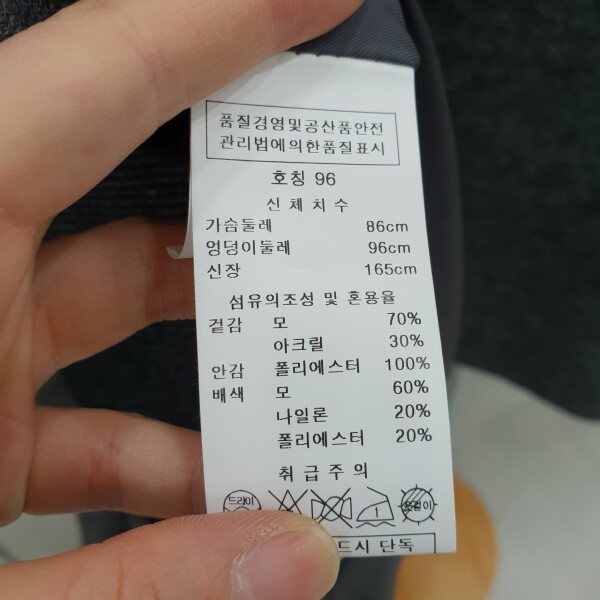 품질경영및공산품안전
관리법에의한품질표시
호칭 96
신 체 치 수
가슴둘레 86cm
엉덩이둘레 96cm
신장 165cm
섬유의조성 및 혼용율
겉감 모 70%
아크릴 30%
안감 폴리에스터 100%
배색 모 60%
나일론 20%
폴리에스터 20%
취 급 주 의
드라이 1 옷걸이
드시 단독